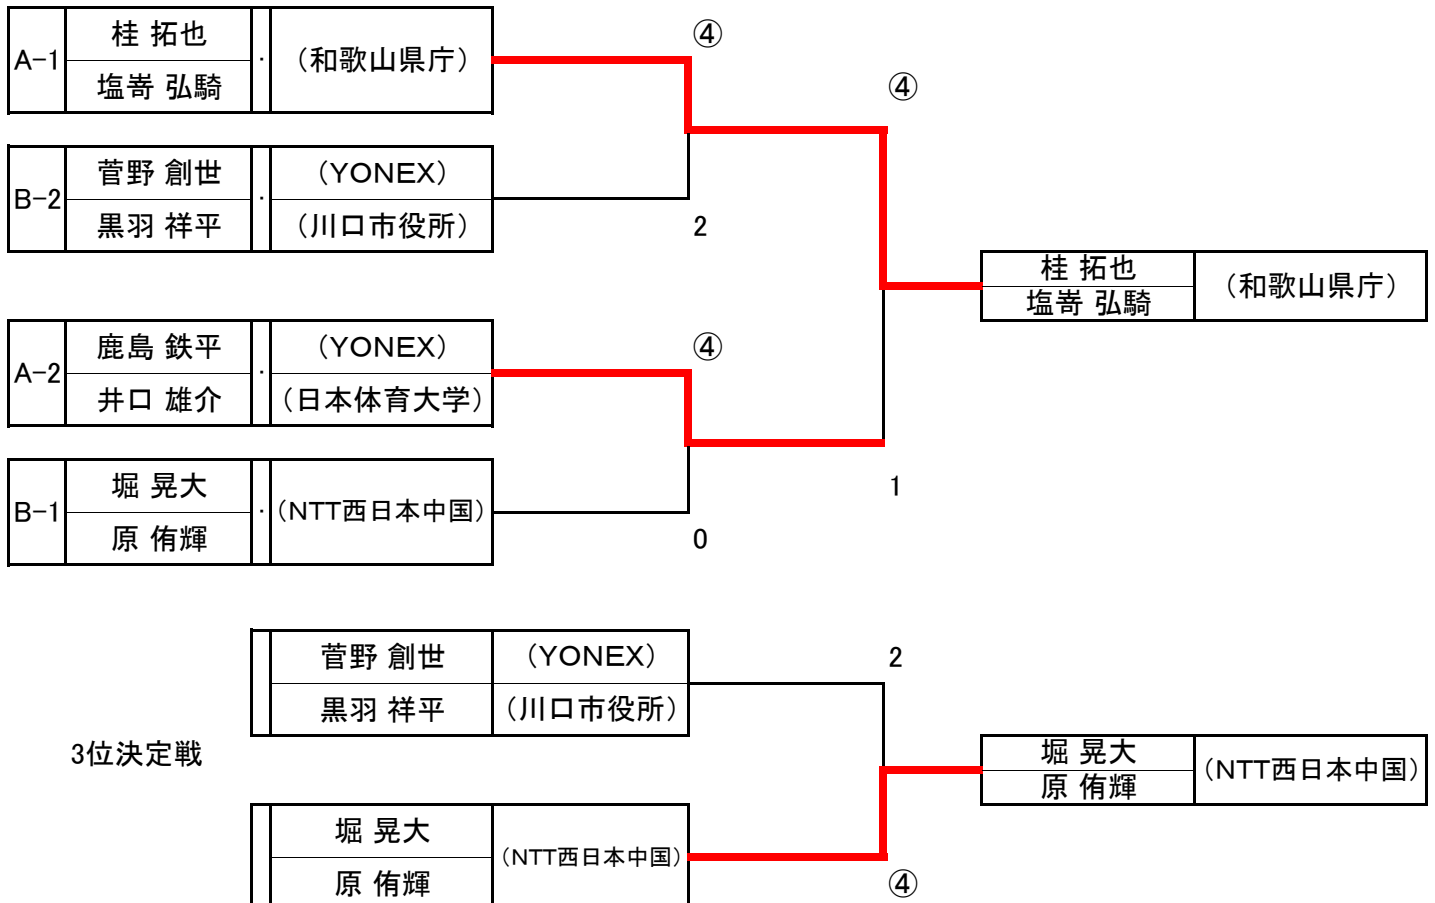 A-1
桂 拓也
塩嵜 弘騎
・
（和歌山県庁）
④
④
B-2
菅野 創世
黒羽 祥平
・
（YONEX）
（川口市役所）
2
桂 拓也
塩嵜 弘騎
（和歌山県庁）
A-2
鹿島 鉄平
井口 雄介
・
（YONEX）
（日本体育大学）
④
1
B-1
堀 晃大
原 侑輝
・
（NTT西日本中国）
0
菅野 創世
黒羽 祥平
（YONEX）
（川口市役所）
2
3位決定戦
堀 晃大
原 侑輝
（NTT西日本中国）
堀 晃大
原 侑輝
（NTT西日本中国）
④